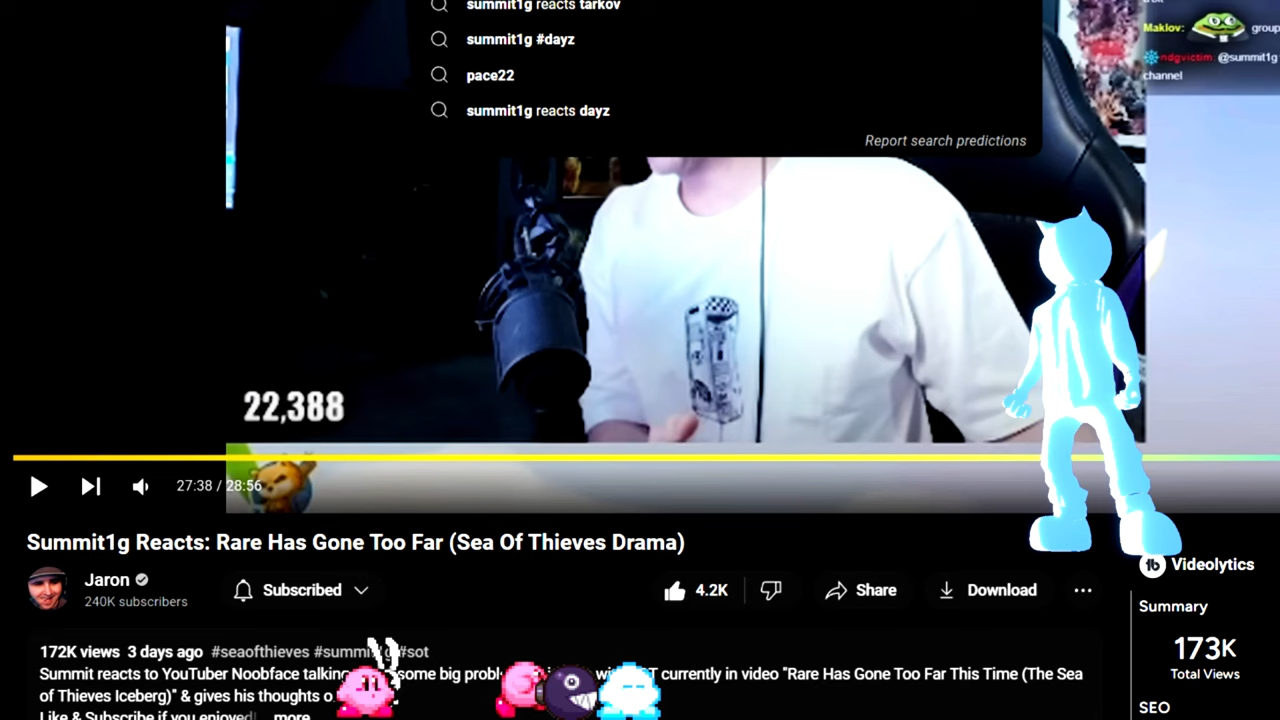 summit1g reacts tarkov
Maklov: group
summit1g #dayz
ndgvictim: @summit1g
channel
pace22
summit1g reacts dayz
Report search predictions
22,388
27:38 / 28:56
Summit1g Reacts: Rare Has Gone Too Far (Sea Of Thieves Drama)
Jaron
240K subscribers
Subscribed
4.2K
Share
Download
Videolytics
Summary
173K
Total Views
SEO
172K views 3 days ago #seaofthieves #sot
Summit reacts to YouTuber Noobface some big currently in video "Rare Has Gone Too Far This Time (The Sea
of Thieves Iceberg)" & gives his thoughts
Like & Subscribe if you enjoyed ...more